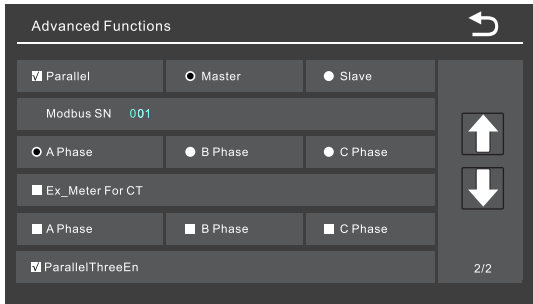 Advanced Functions
Parallel Master Slave
Modbus SN 001
A Phase B Phase C Phase
Ex_Meter For CT
A Phase B Phase C Phase
ParallelThreeEn
2/2